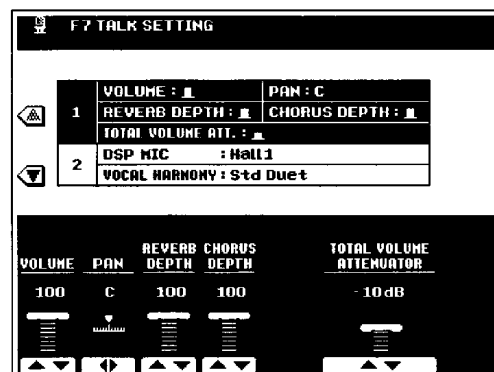 F7 TALK SETTING
1
VOLUME :
PAN : C
REVERB DEPTH :
CHORUS DEPTH :
TOTAL VOLUME ATT. :
2
DSP MIC : Hall1
VOCAL HARMONY : Std Duet
VOLUME
PAN
REVERB DEPTH
CHORUS DEPTH
TOTAL VOLUME ATTENUATOR
100
C
100
100
-10dB